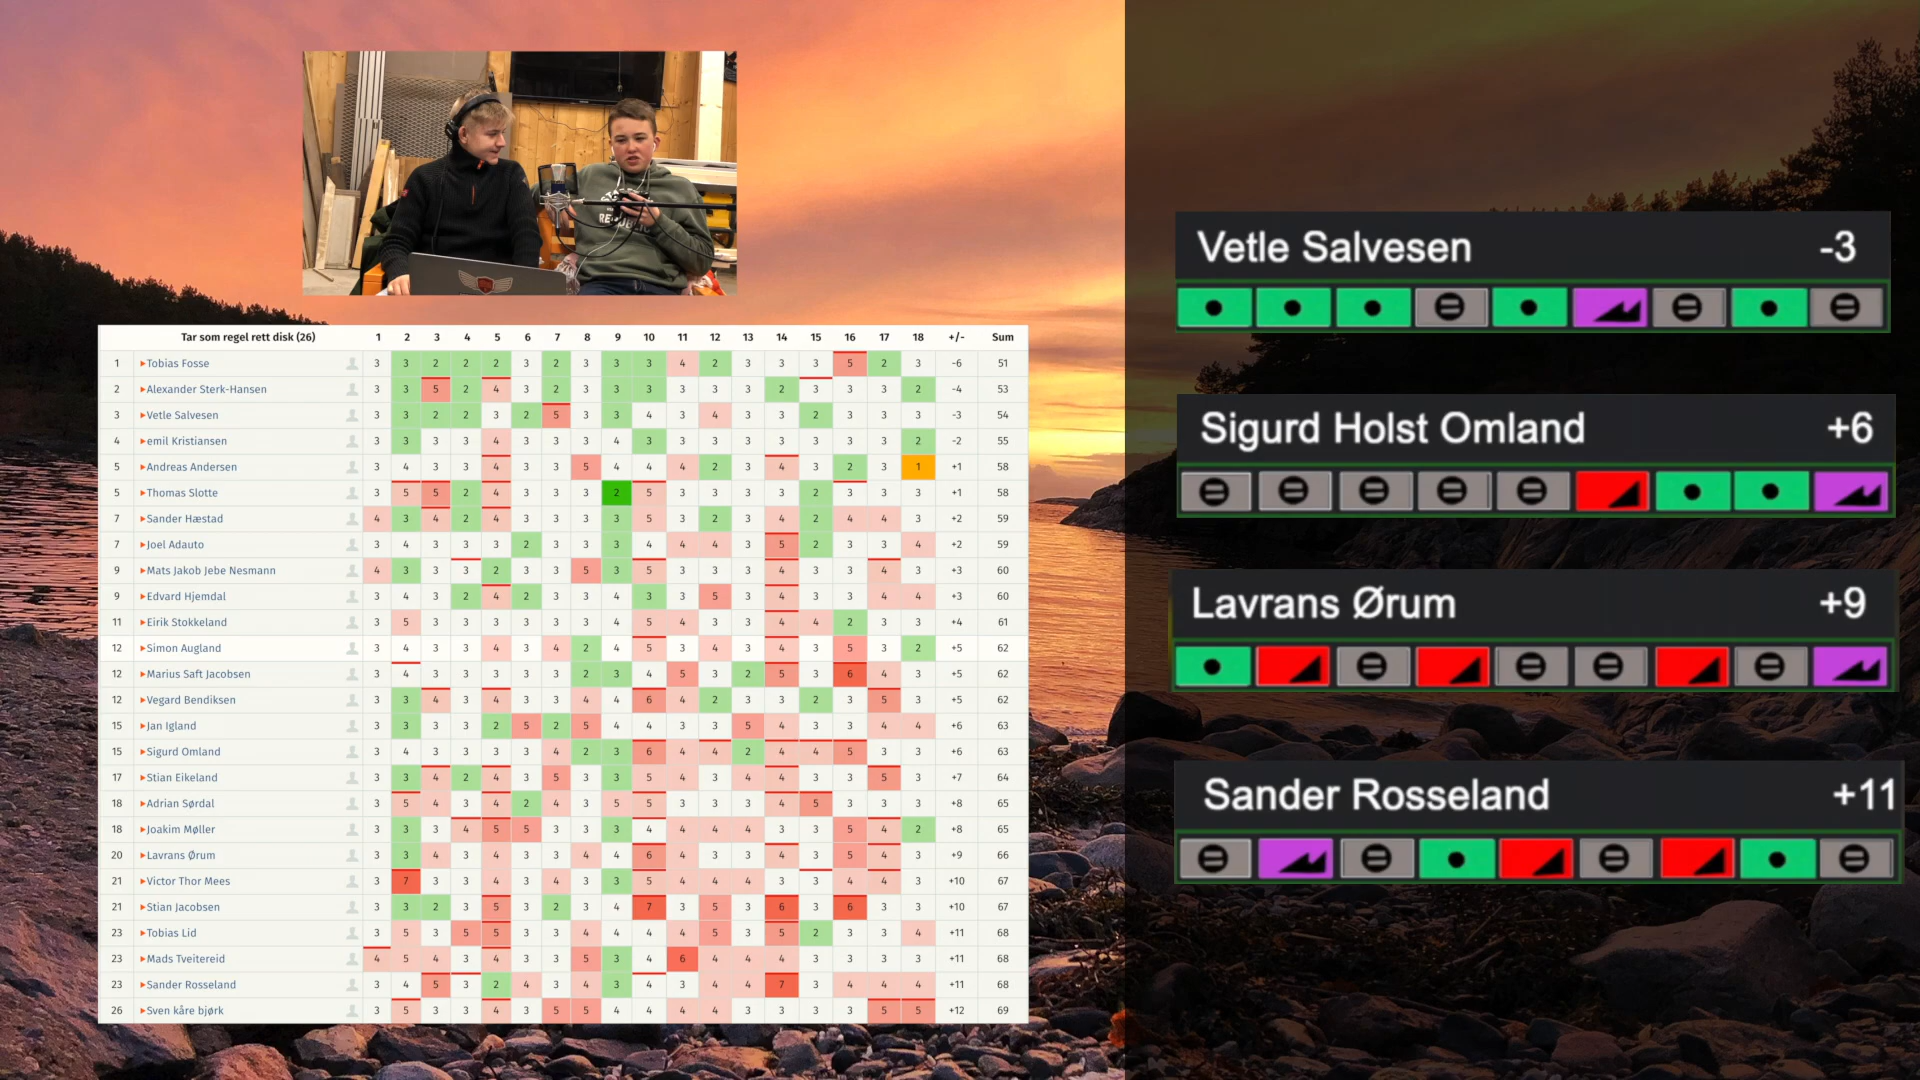 Tar som regel rett disk (26) 1 2 3 4 5 6 7 8 9 10 11 12 13 14 15 16 17 18 +/- Sum
1 Tobias Fosse 3 3 2 2 2 3 2 3 3 3 4 2 3 3 3 5 2 3 -6 51
2 Alexander Sterk-Hansen 3 3 5 2 4 3 2 3 3 3 3 3 3 2 3 3 3 2 -4 53
3 Vetle Salvesen 3 3 2 2 3 2 5 3 3 4 3 4 3 3 2 3 3 3 -3 54
4 emil Kristiansen 3 3 3 3 4 3 3 3 4 3 3 3 3 3 3 3 3 2 -2 55
5 Andreas Andersen 3 4 3 3 4 3 3 5 4 4 4 2 3 4 3 2 3 1 +1 58
5 Thomas Slotte 3 5 5 2 4 3 3 3 2 5 3 3 3 3 2 3 3 3 +1 58
7 Sander Hæstad 4 3 4 2 4 3 3 3 3 5 3 2 3 4 2 4 4 3 +2 59
7 Joel Adauto 3 4 3 3 3 2 3 3 3 4 4 4 3 5 2 3 3 4 +2 59
9 Mats Jakob Jebe Nesmann 4 3 3 3 2 3 3 5 3 5 3 3 3 4 3 3 4 3 +3 60
9 Edvard Hjemdal 3 4 3 2 4 2 3 3 4 3 3 5 3 4 3 3 4 4 +3 60
11 Eirik Stokkeland 3 5 3 3 3 3 3 3 4 5 4 3 3 4 4 2 3 3 +4 61
12 Simon Augland 3 4 3 3 4 3 4 2 4 5 3 4 3 4 3 5 3 2 +5 62
12 Marius Saft Jacobsen 3 4 3 3 3 3 3 2 3 4 5 3 2 5 3 6 4 3 +5 62
12 Vegard Bendiksen 3 3 4 3 4 3 3 4 4 6 4 2 3 3 2 3 5 3 +5 62
15 Jan Igland 3 3 3 3 2 5 2 5 4 4 3 3 5 4 3 3 4 4 +6 63
15 Sigurd Omland 3 4 3 3 3 3 4 2 3 6 4 4 2 4 4 5 3 3 +6 63
17 Stian Eikeland 3 3 4 2 4 3 5 3 3 5 4 3 4 4 3 3 5 3 +7 64
18 Adrian Sørdal 3 5 4 3 4 2 4 3 5 5 3 3 3 4 5 3 3 3 +8 65
18 Joakim Møller 3 3 3 4 5 5 3 3 3 4 4 4 4 3 3 5 4 2 +8 65
20 Lavrans Ørum 3 3 4 3 4 3 3 4 4 6 4 3 3 4 3 5 4 3 +9 66
21 Victor Thor Mees 3 7 3 3 4 3 4 3 3 5 4 4 4 3 3 4 4 3 +10 67
21 Stian Jacobsen 3 3 2 3 5 3 2 3 4 7 3 5 3 6 3 6 3 3 +10 67
23 Tobias Lid 3 5 3 5 5 3 3 4 4 4 4 5 3 5 2 3 3 4 +11 68
23 Mads Tveitereid 4 5 4 3 4 3 3 5 3 4 6 4 4 4 3 3 3 3 +11 68
23 Sander Rosseland 3 4 5 3 2 4 3 4 3 4 3 4 4 7 3 4 4 4 +11 68
26 Sven kåre bjørk 3 5 3 3 4 3 5 5 4 4 4 4 3 3 3 3 5 5 +12 69
Vetle Salvesen -3
Sigurd Holst Omland +6
Lavrans Ørum +9
Sander Rosseland +11